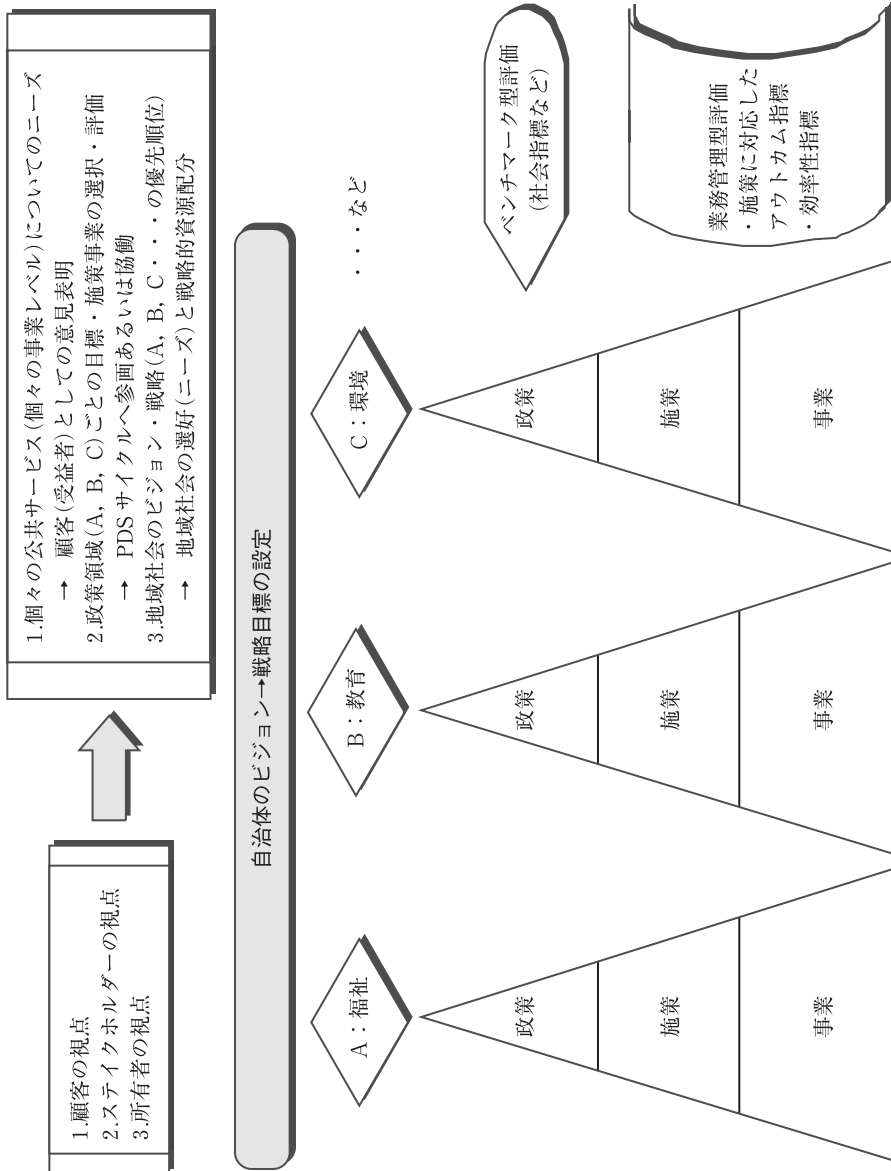 1.顧客の視点
2.ステイクホルダーの視点
3.所有者の視点
1.個々の公共サービス(個々の事業レベル)についてのニーズ
→ 顧客(受益者)としての意見表明
2.政策領域(A, B, C)ごとの目標・施策事業の選択・評価
→ PDSサイクルへ参画あるいは協働
3.地域社会のビジョン・戦略(A, B, C・・・の優先順位)
→ 地域社会の選好(ニーズ)と戦略的資源配分
自治体のビジョン→戦略目標の設定
A：福祉
B：教育
C：環境
・・・など
政策
施策
事業
政策
施策
事業
政策
施策
事業
ベンチマーク型評価
(社会指標など)
業務管理型評価
・施策に対応した
アウトカム指標
・効率性指標